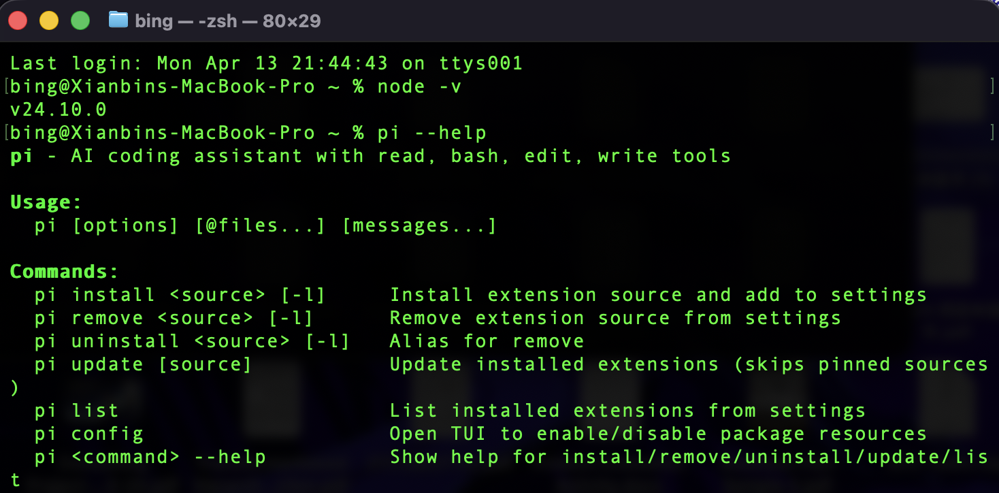 bing — -zsh — 80×29
Last login: Mon Apr 13 21:44:43 on ttys001
[bing@Xianbins-MacBook-Pro ~ % node -v ]
v24.10.0
[bing@Xianbins-MacBook-Pro ~ % pi --help ]
pi - AI coding assistant with read, bash, edit, write tools
Usage:
pi [options] [@files...] [messages...]
Commands:
pi install <source> [-l] Install extension source and add to settings
pi remove <source> [-l] Remove extension source from settings
pi uninstall <source> [-l] Alias for remove
pi update [source] Update installed extensions (skips pinned sources
)
pi list List installed extensions from settings
pi config Open TUI to enable/disable package resources
pi <command> --help Show help for install/remove/uninstall/update/lis
t